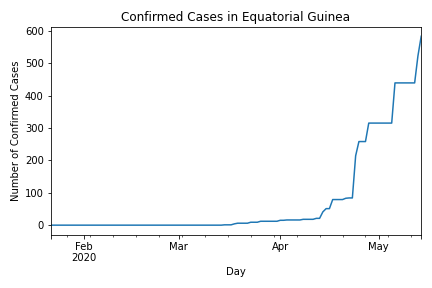 Confirmed Cases in Equatorial Guinea
Number of Confirmed Cases
600
500
400
300
200
100
0
Feb
2020
Mar
Apr
May
Day